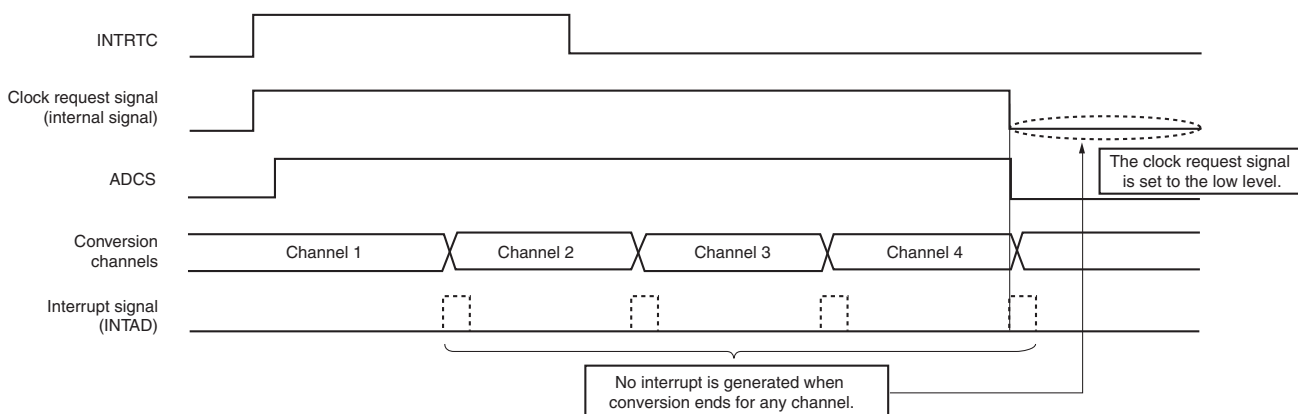 INTRTC
Clock request signal
(internal signal)
The clock request signal
is set to the low level.
ADCS
Conversion
channels
Channel 1
Channel 2
Channel 3
Channel 4
Interrupt signal
(INTAD)
No interrupt is generated when
conversion ends for any channel.